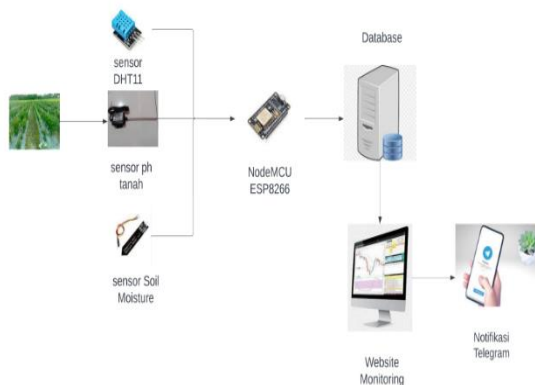 sensor
DHT11
sensor ph
tanah
sensor Soil
Moisture
NodeMCU
ESP8266
Database
Website
Monitoring
Notifikasi
Telegram